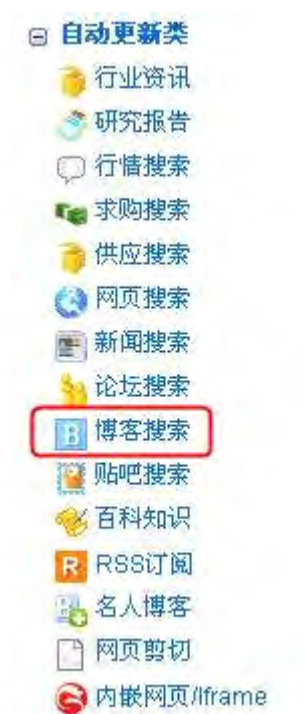 自动更新类
行业资讯
研究报告
行情搜索
求购搜索
供应搜索
网页搜索
新闻搜索
论坛搜索
博客搜索
贴吧搜索
百科知识
RSS订阅
名人博客
网页剪切
内嵌网页/Iframe